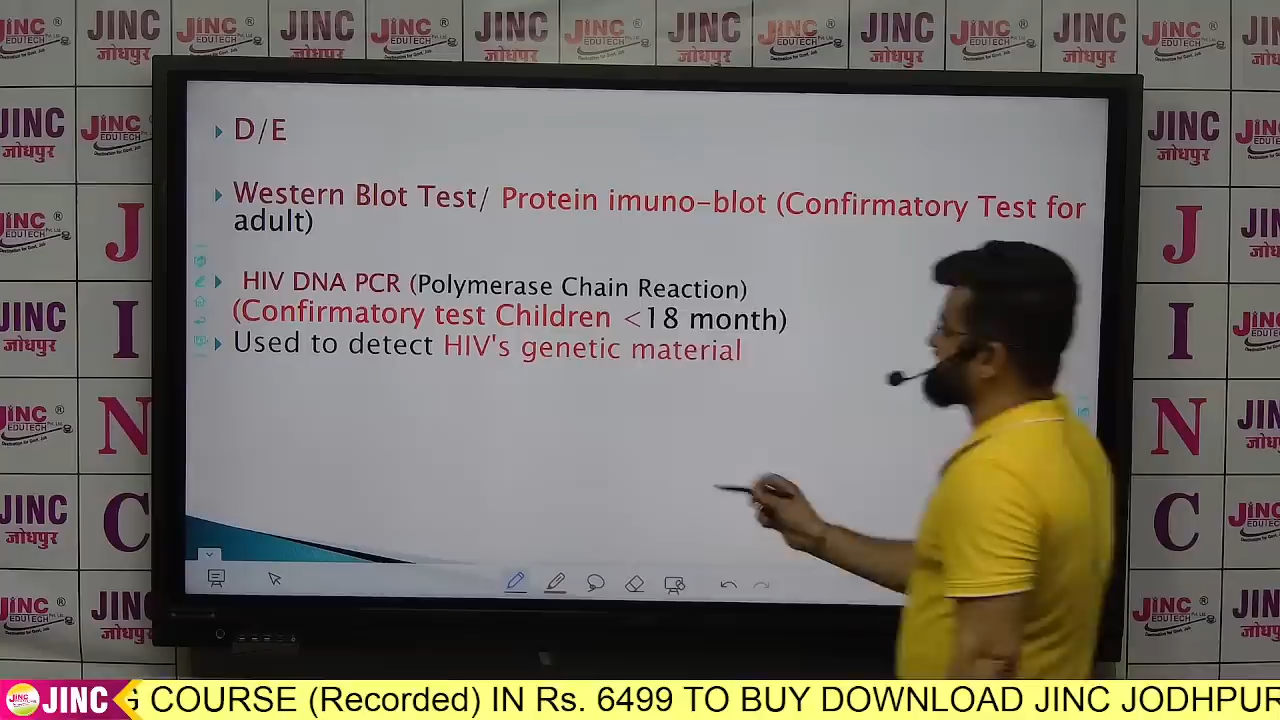 D/E
Western Blot Test/ Protein imuno-blot (Confirmatory Test for
adult)
HIV DNA PCR (Polymerase Chain Reaction)
(Confirmatory test Children <18 month)
Used to detect HIV's genetic material
JINC
जोधपुर
JINC
EDUTECH
J
I
N
C
J
I
N
C
JINC
COURSE (Recorded) IN Rs. 6499 TO BUY DOWNLOAD JINC JODHPUR